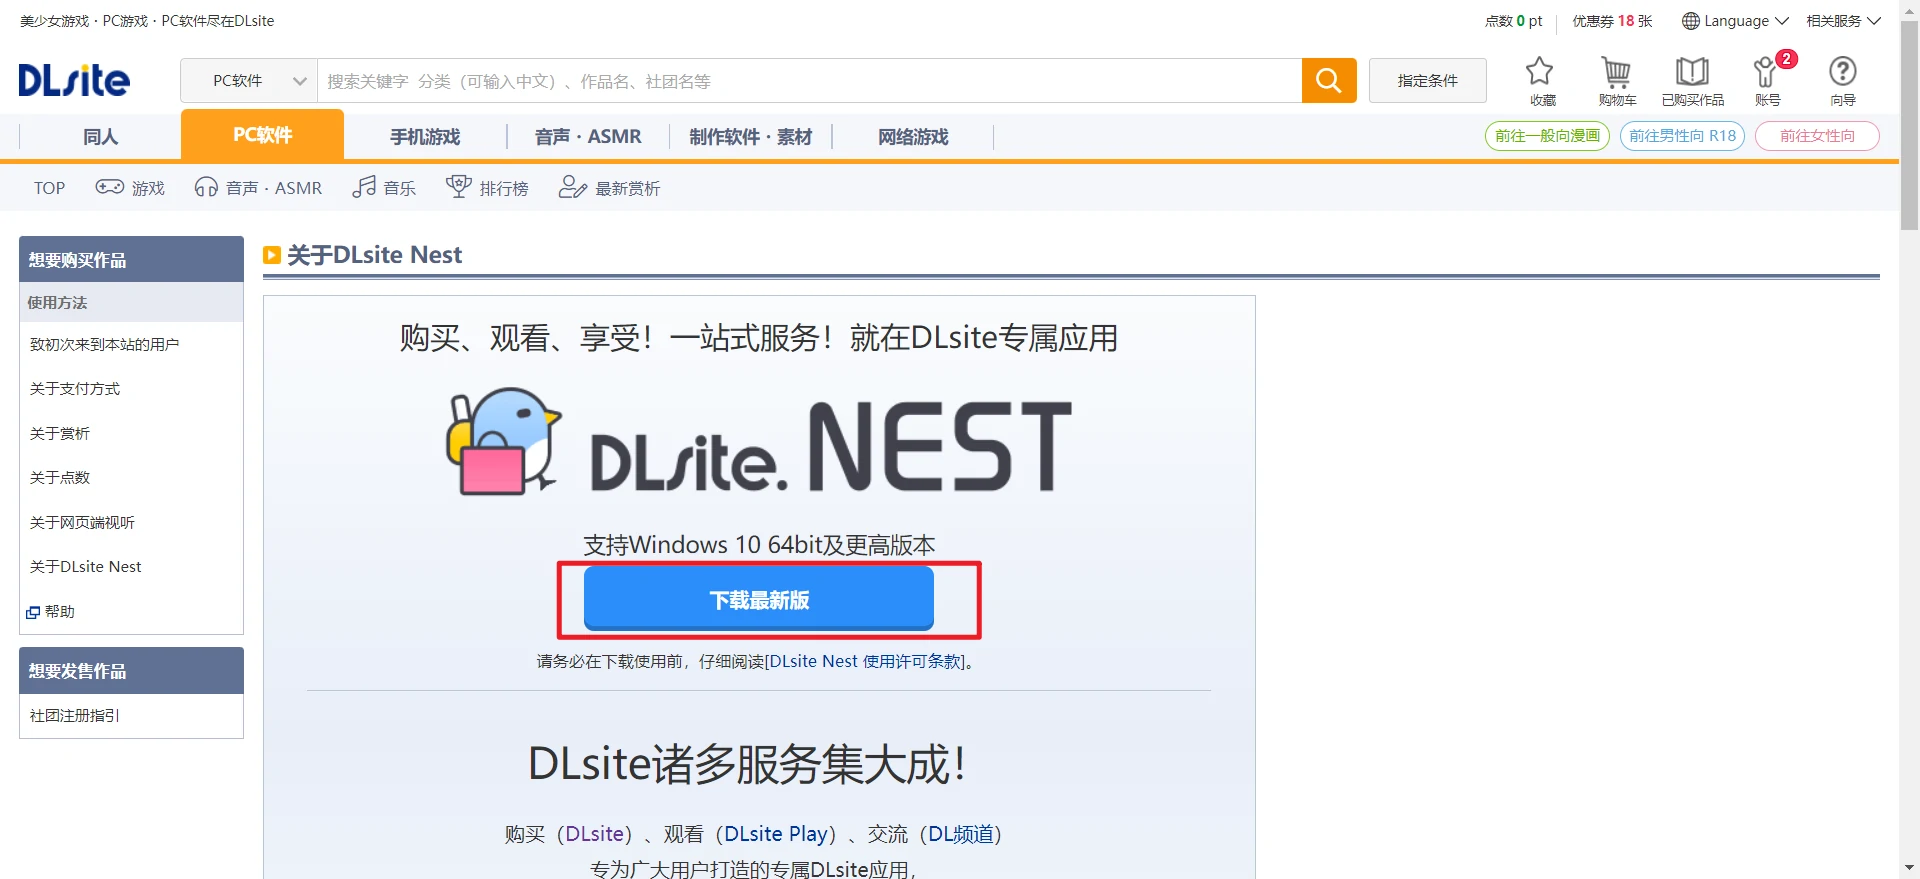 美少女游戏・PC游戏・PC软件尽在DLsite
点数 0 pt
优惠券 18 张
Language
相关服务
DLsite
PC软件
搜索关键字 分类（可输入中文）、作品名、社团名等
指定条件
收藏
购物车
已购买作品
2
账号
向导
同人
PC软件
手机游戏
音声・ASMR
制作软件・素材
网络游戏
前往一般向漫画
前往男性向 R18
前往女性向
TOP
游戏
音声・ASMR
音乐
排行榜
最新赏析
想要购买作品
使用方法
致初次来到本站的用户
关于支付方式
关于赏析
关于点数
关于网页端视听
关于DLsite Nest
帮助
想要发售作品
社团注册指引
关于DLsite Nest
购买、观看、享受！一站式服务！就在DLsite专属应用
DLsite. NEST
支持Windows 10 64bit及更高版本
下载最新版
请务必在下载使用前，仔细阅读[DLsite Nest 使用许可条款]。
DLsite诸多服务集大成！
购买（DLsite）、观看（DLsite Play）、交流（DL频道）
专为广大用户打造的专属DLsite应用，